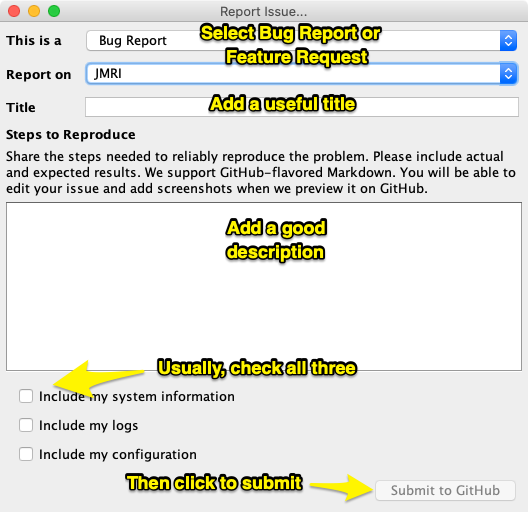 Report Issue...
This is a Bug Report Select Bug Report or
Feature Request
Report on JMRI
Title Add a useful title
Steps to Reproduce
Share the steps needed to reliably reproduce the problem. Please include actual
and expected results. We support GitHub-flavored Markdown. You will be able to
edit your issue and add screenshots when we preview it on GitHub.
Add a good
description
Usually, check all three
Include my system information
Include my logs
Include my configuration
Then click to submit
Submit to GitHub